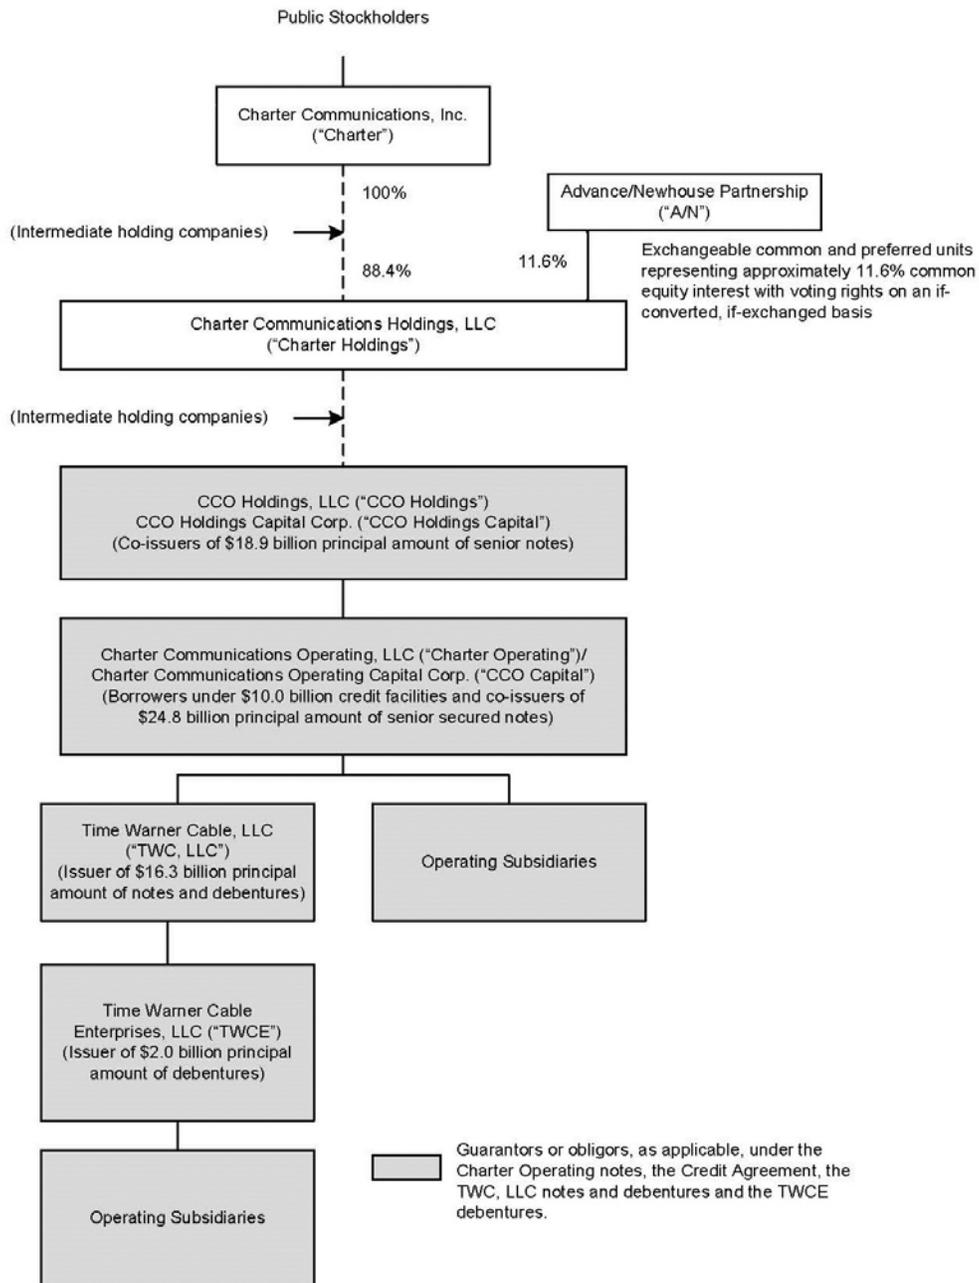 Public Stockholders
Charter Communications, Inc.
("Charter")
100%
Advance/Newhouse Partnership
("A/N")
(Intermediate holding companies)
88.4%
11.6%
Exchangeable common and preferred units
representing approximately 11.6% common
equity interest with voting rights on an if-
converted, if-exchanged basis
Charter Communications Holdings, LLC
("Charter Holdings")
(Intermediate holding companies)
CCO Holdings, LLC ("CCO Holdings")
CCO Holdings Capital Corp. ("CCO Holdings Capital")
(Co-issuers of $18.9 billion principal amount of senior notes)
Charter Communications Operating, LLC ("Charter Operating")/
Charter Communications Operating Capital Corp. ("CCO Capital")
(Borrowers under $10.0 billion credit facilities and co-issuers of
$24.8 billion principal amount of senior secured notes)
Time Warner Cable, LLC
("TWC, LLC")
(Issuer of $16.3 billion principal
amount of notes and debentures)
Operating Subsidiaries
Time Warner Cable
Enterprises, LLC ("TWCE")
(Issuer of $2.0 billion principal
amount of debentures)
Operating Subsidiaries
Guarantors or obligors, as applicable, under the
Charter Operating notes, the Credit Agreement, the
TWC, LLC notes and debentures and the TWCE
debentures.